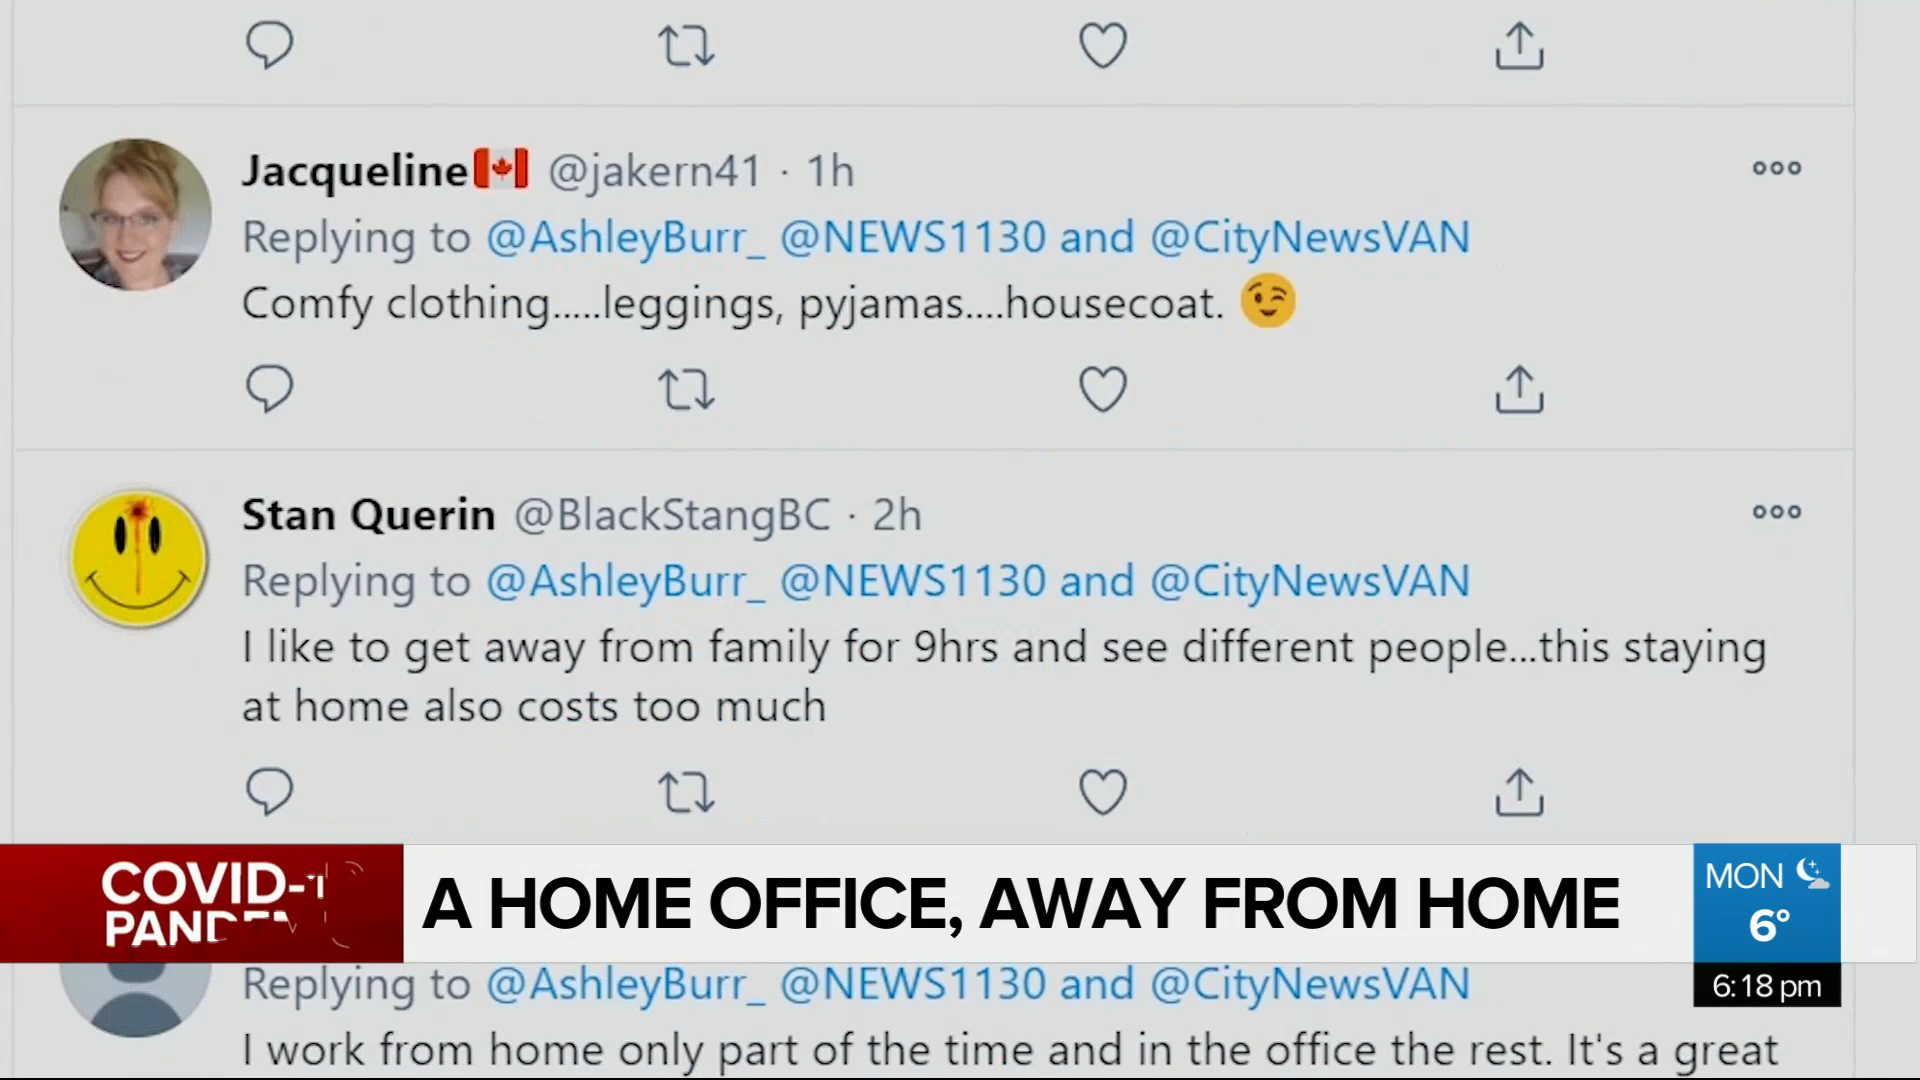 Jacqueline @jakern41 · 1h
Replying to @AshleyBurr_ @NEWS1130 and @CityNewsVAN
Comfy clothing.....leggings, pyjamas....housecoat. 😉
Stan Querin @BlackStangBC · 2h
Replying to @AshleyBurr_ @NEWS1130 and @CityNewsVAN
I like to get away from family for 9hrs and see different people...this staying
at home also costs too much
COVID-1
PANDEM
A HOME OFFICE, AWAY FROM HOME
MON
6°
6:18 pm
Replying to @AshleyBurr_ @NEWS1130 and @CityNewsVAN
I work from home only part of the time and in the office the rest. It's a great